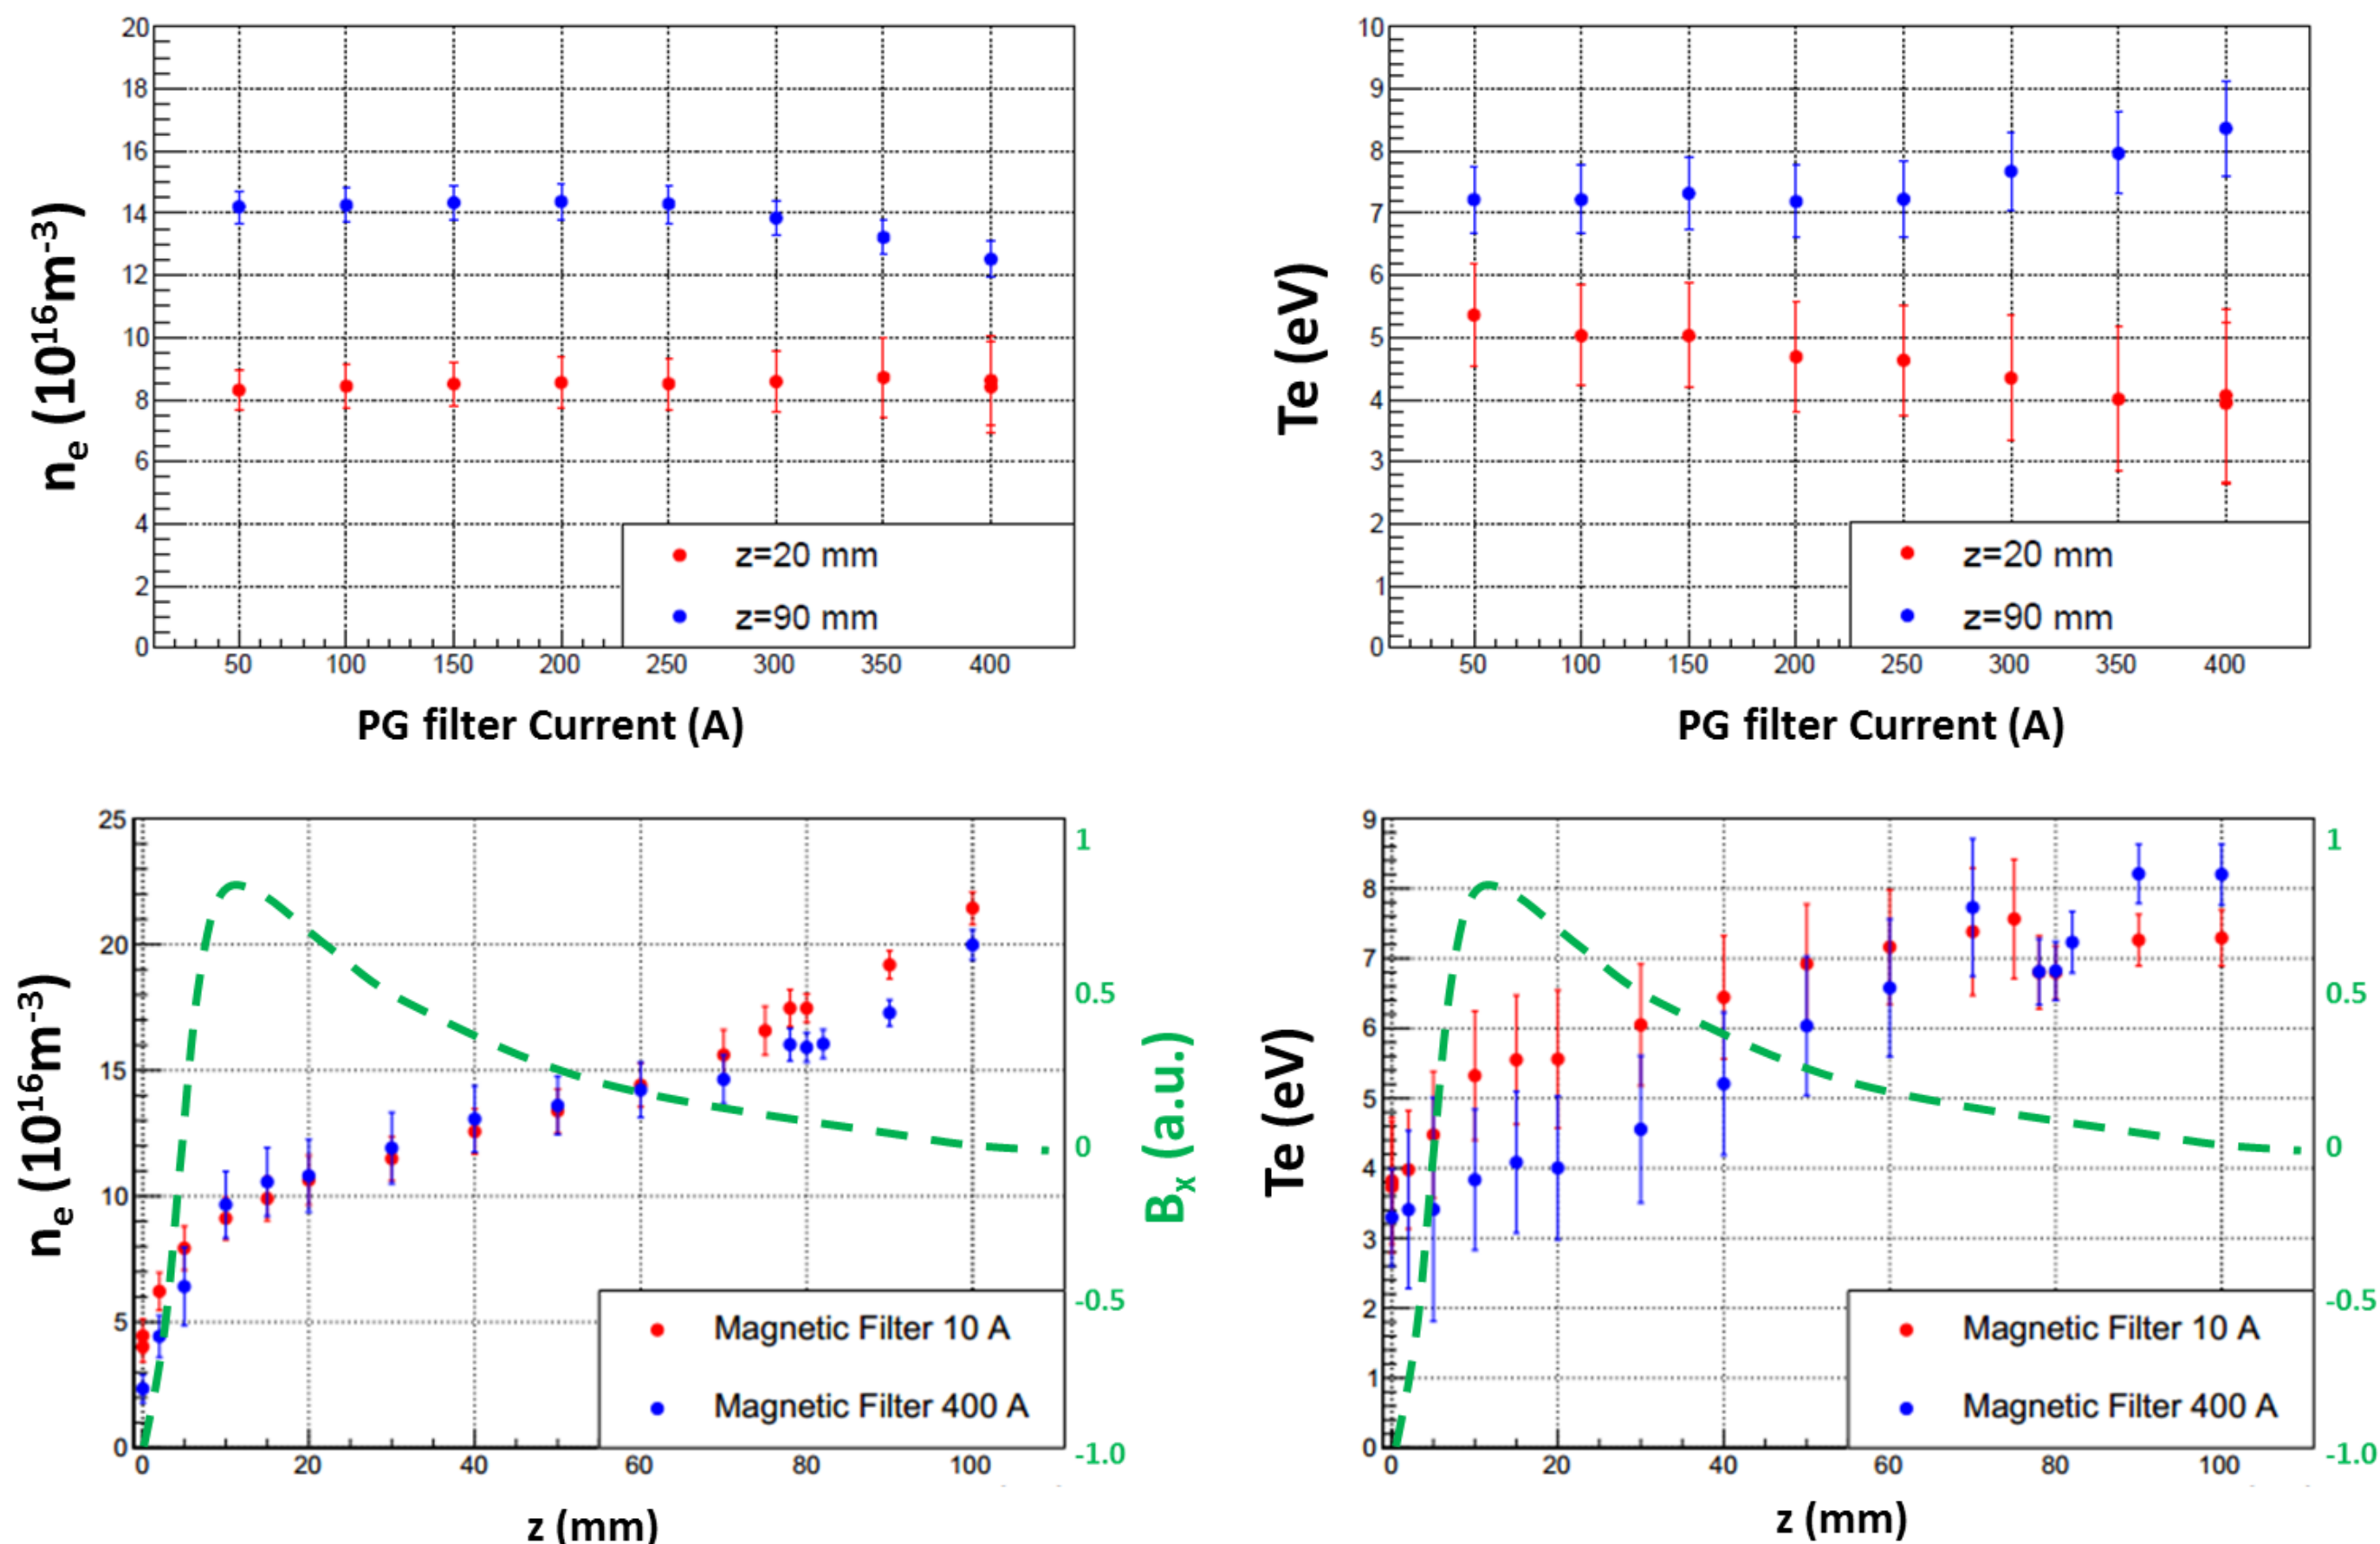 20
18
16
14
12
10
8
6
4
2
0
n_e (10^16 m^-3)
z=20 mm
z=90 mm
50 100 150 200 250 300 350 400
PG filter Current (A)
10
9
8
7
6
5
4
3
2
1
0
Te (eV)
z=20 mm
z=90 mm
50 100 150 200 250 300 350 400
PG filter Current (A)
25
20
15
10
5
0
n_e (10^16 m^-3)
1
0.5
0
-0.5
-1.0
B_x (a.u.)
Magnetic Filter 10 A
Magnetic Filter 400 A
0 20 40 60 80 100
z (mm)
9
8
7
6
5
4
3
2
1
0
Te (eV)
1
0.5
0
-0.5
-1.0
Magnetic Filter 10 A
Magnetic Filter 400 A
0 20 40 60 80 100
z (mm)